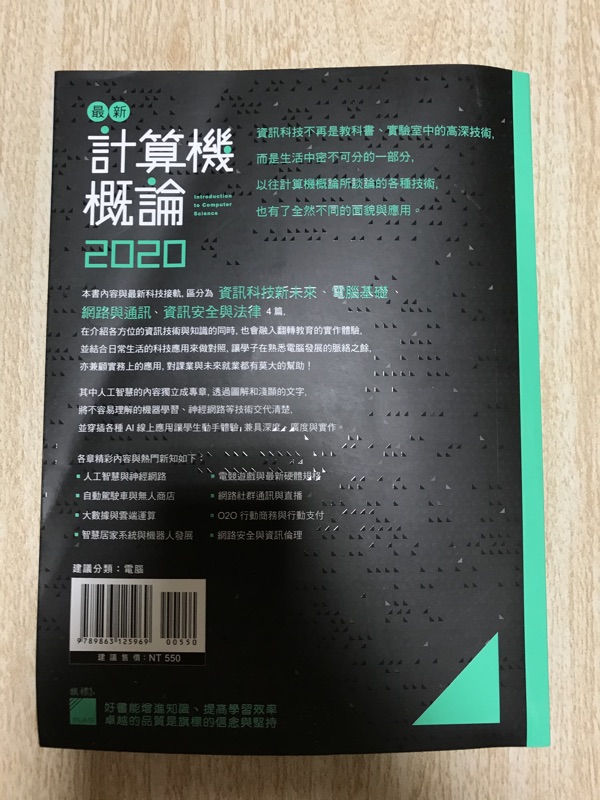 最新
計算機
概論
Introduction
to Computer
Science
2020
資訊科技不再是教科書、實驗室中的高深技術,
而是生活中密不可分的一部分,
以往計算機概論所談論的各種技術,
也有了全然不同的面貌與應用。
本書內容與最新科技接軌, 區分為 資訊科技新未來、電腦基礎、
網路與通訊、資訊安全與法律 4 篇,
在介紹各方位的資訊技術與知識的同時, 也會融入翻轉教育的實作體驗,
並結合日常生活的科技應用來做對照, 讓學子在熟悉電腦發展的脈絡之餘,
亦兼顧實務上的應用, 對課業與未來就業都有莫大的幫助！
其中人工智慧的內容獨立成專章, 透過圖解和淺顯的文字,
將不容易理解的機器學習、神經網路等技術交代清楚,
並穿插各種 AI 線上應用讓學生動手體驗, 兼具深度、廣度與實作。
各章精彩內容與熱門新知如下：
人工智慧與神經網路
電競遊戲與最新硬體規格
自動駕駛車與無人商店
網路社群通訊與直播
大數據與雲端運算
O2O 行動商務與行動支付
智慧居家系統與機器人發展
網路安全與資訊倫理
建議分類：電腦
9789863125969
00550
建議售價：NT 550
旗標
FLAG
好書能增進知識、提高學習效率
卓越的品質是旗標的信念與堅持